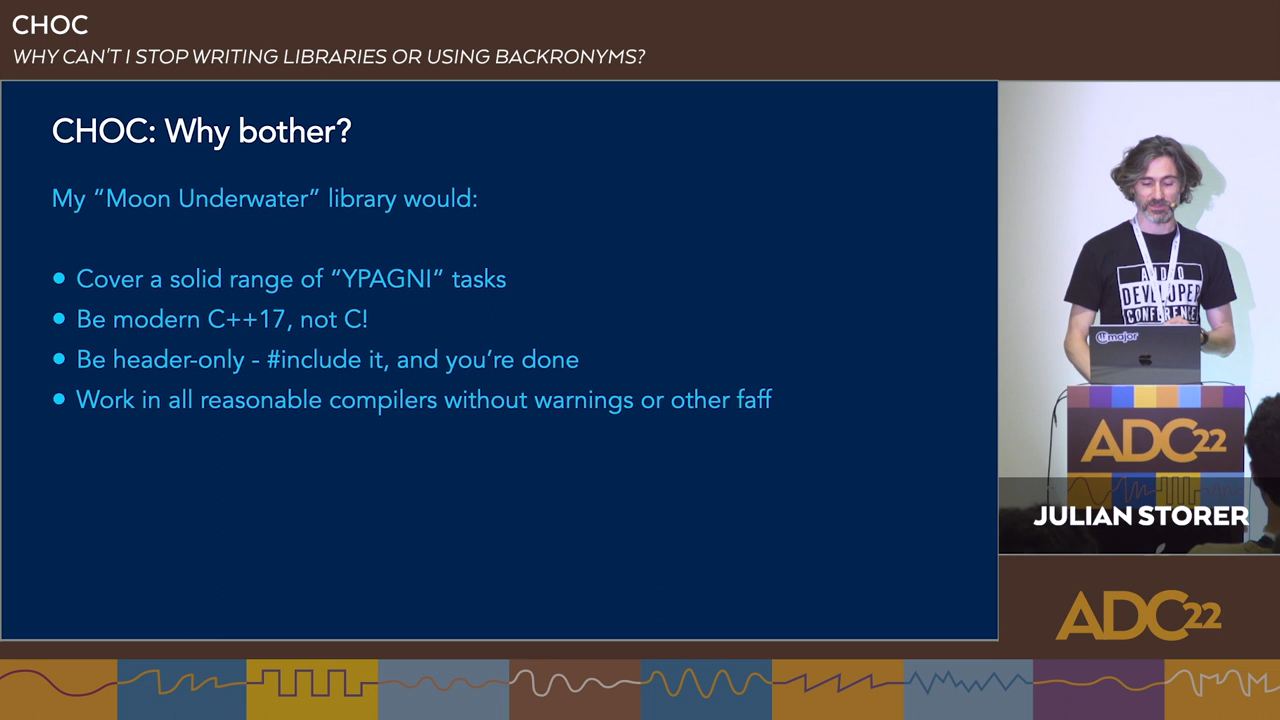 CHOC
WHY CAN'T I STOP WRITING LIBRARIES OR USING BACKRONYMS?
CHOC: Why bother?
My “Moon Underwater” library would:
● Cover a solid range of “YPAGNI” tasks
● Be modern C++17, not C!
● Be header-only - #include it, and you’re done
● Work in all reasonable compilers without warnings or other faff
AUDIO
DEVELOPER
CONFERENCE
cmajor
ADC22
JULIAN STORER
ADC22